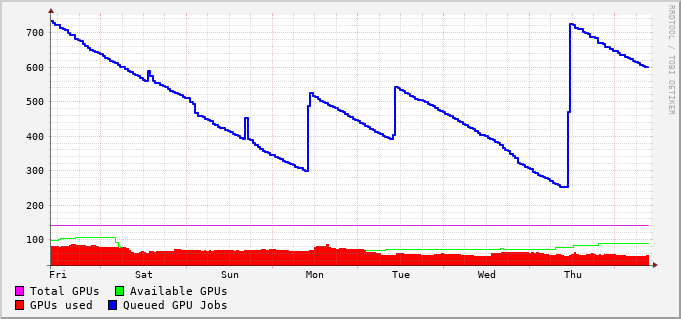 RRDTOOL / TOBI OETIKER
700
600
500
400
300
200
100
Fri Sat Sun Mon Tue Wed Thu
Total GPUs Available GPUs
GPUs used Queued GPU Jobs